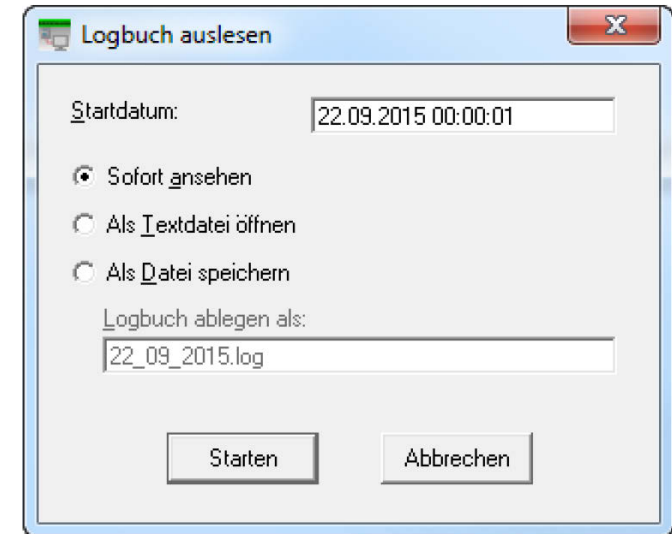 Logbuch auslesen
Startdatum: 22.09.2015 00:00:01
Sofort ansehen
Als Textdatei öffnen
Als Datei speichern
Logbuch ablegen als:
22_09_2015.log
Starten Abbrechen